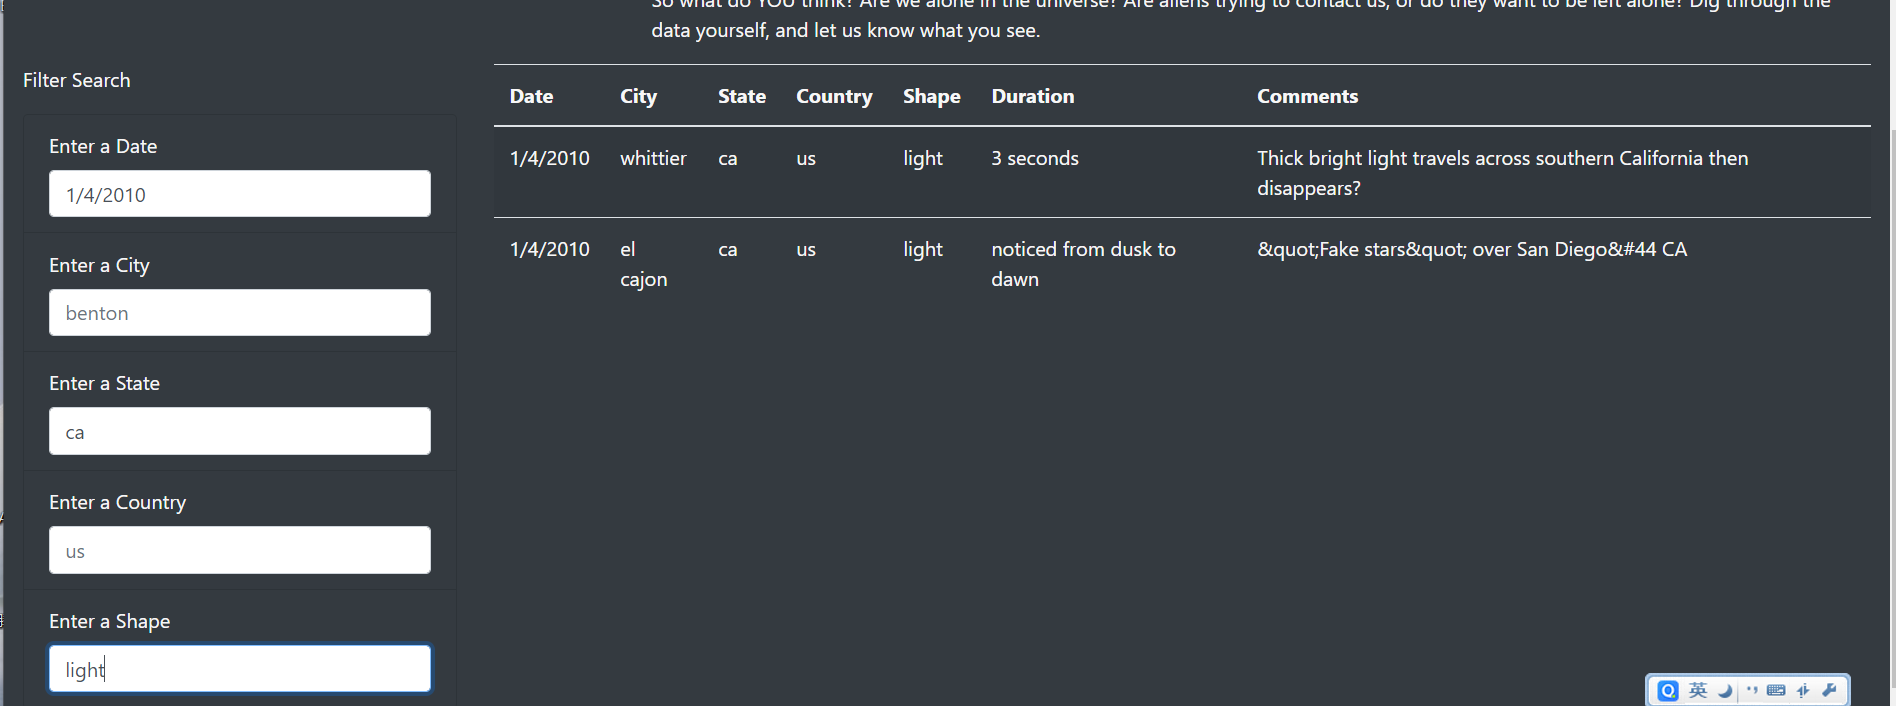 So what do YOU think? Are we alone in the universe? Are aliens trying to contact us, or do they want to be left alone? Dig through the
data yourself, and let us know what you see.
Filter Search
Enter a Date
1/4/2010
Enter a City
benton
Enter a State
ca
Enter a Country
us
Enter a Shape
light
Date City State Country Shape Duration Comments
1/4/2010 whittier ca us light 3 seconds Thick bright light travels across southern California then
disappears?
1/4/2010 el ca us light noticed from dusk to &quot;Fake stars&quot; over San Diego&#44 CA
cajon dawn
英